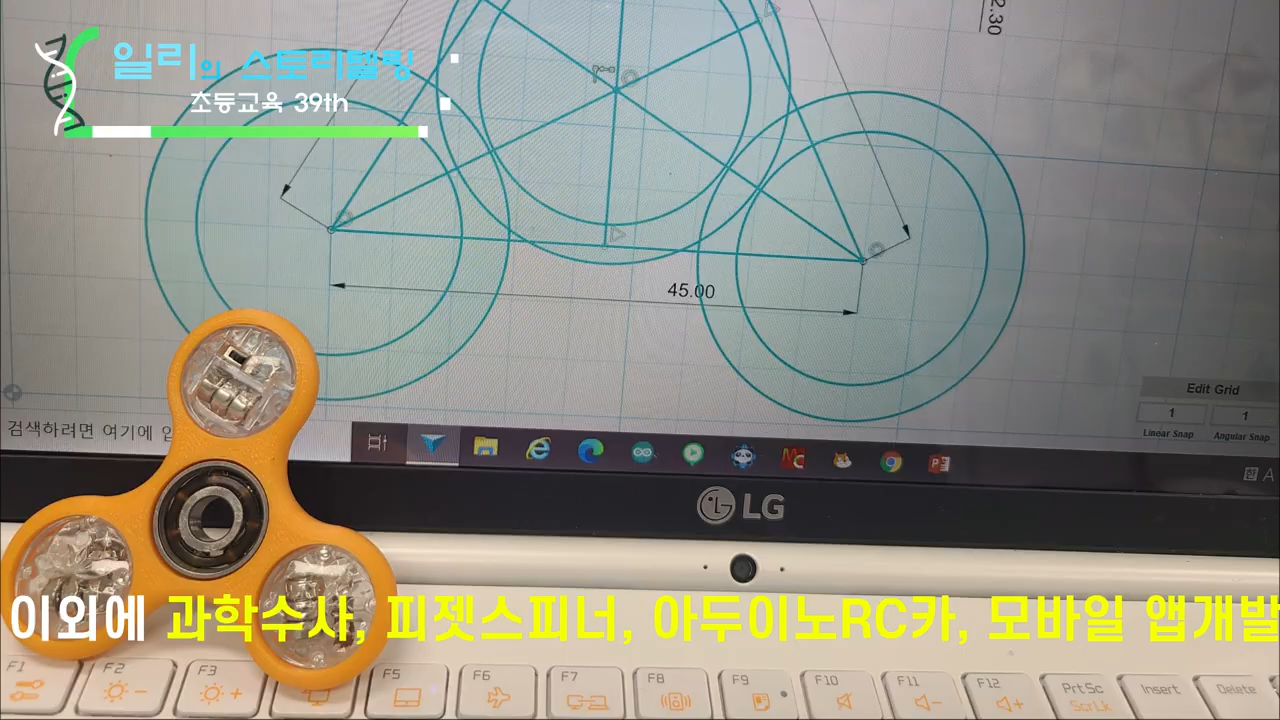 2.30
일리의 스토리텔링
초등교육 39th
45.00
Edit Grid
1 1
Linear Snap Angular Snap
검색하려면 여기에 입
LG
이외에 과학수사, 피젯스피너, 아두이노RC카, 모바일 앱개발
F1 F2 F3 F5 F6 F7 F8 F9 F10 F11 F12 PrtSc Insert Delete
ScrLk